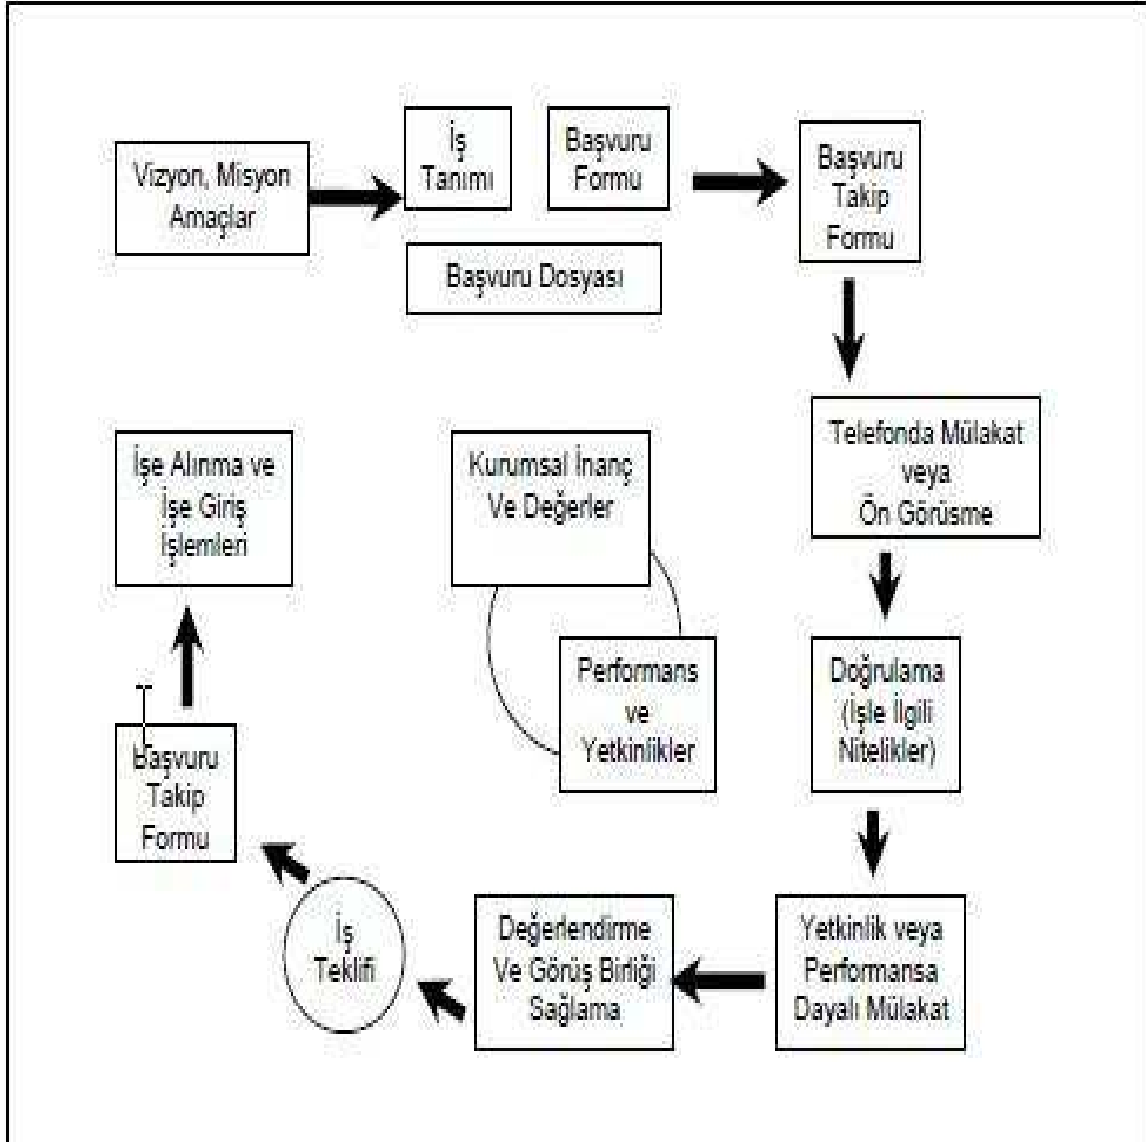 Vizyon, Misyon
Amaçlar
İş
Tanımı
Başvuru
Formu
Başvuru Dosyası
Başvuru
Takip
Formu
Telefonda Mülakat
veya
Ön Görüsme
Doğrulama
(İşle İlgili
Nitelikler)
Yetkinlik veya
Performansa
Dayalı Mülakat
Değerlendirme
Ve Görüş Birliği
Sağlama
İş
Teklifi
Başvuru
Takip
Formu
İşe Alınma ve
İşe Giriş
İşlemleri
Kurumsal İnanç
Ve Değerler
Performans
ve
Yetkinlikler